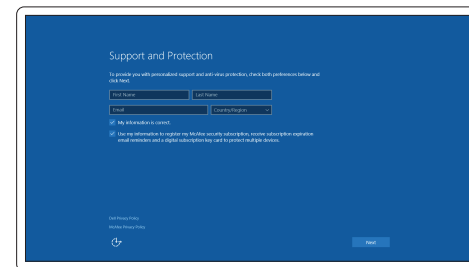 Support and Protection
To provide you with personalized support and anti-virus protection, check both preferences below and
click Next.
First Name
Last Name
Email
Country/Region
My information is correct.
Use my information to register my McAfee security subscription, receive subscription expiration
email reminders and a digital subscription key card to protect multiple devices.
Dell Privacy Policy
McAfee Privacy Policy
Next